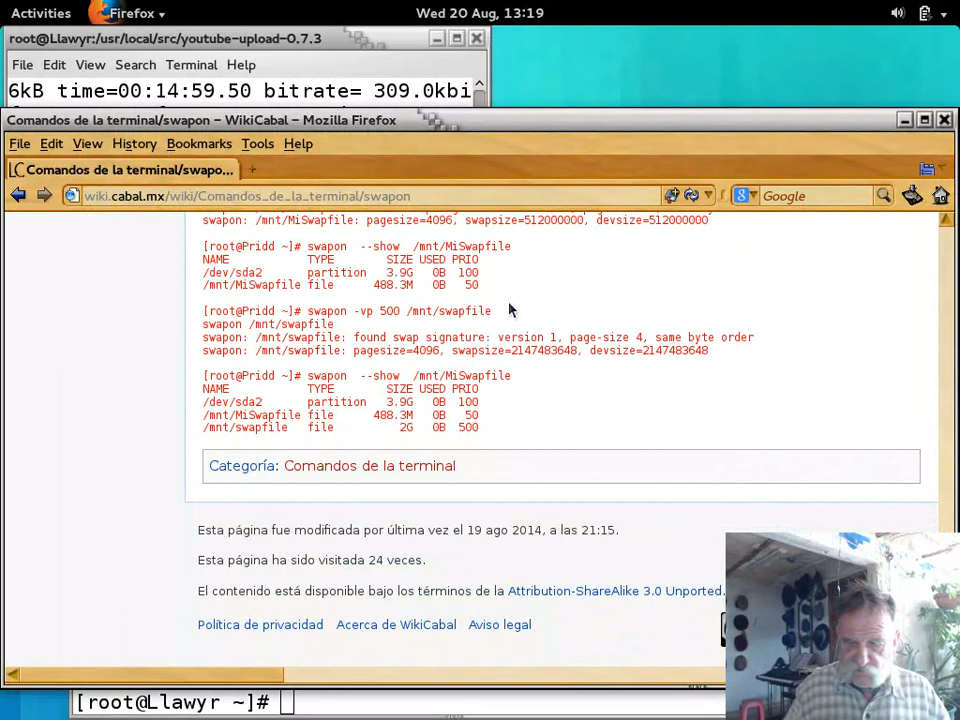 Activities Firefox Wed 20 Aug, 13:19
root@Llawyr:/usr/local/src/youtube-upload-0.7.3
File Edit View Search Terminal Help
6kB time=00:14:59.50 bitrate= 309.0kbi
Comandos de la terminal/swapon – WikiCabal – Mozilla Firefox
File Edit View History Bookmarks Tools Help
Comandos de la terminal/swapo...
wiki.cabal.mx/wiki/Comandos_de_la_terminal/swapon Google
swapon: /mnt/MiSwapfile: pagesize=4096, swapsize=512000000, devsize=512000000
[root@Pridd ~]# swapon --show /mnt/MiSwapfile
NAME TYPE SIZE USED PRIO
/dev/sda2 partition 3.9G 0B 100
/mnt/MiSwapfile file 488.3M 0B 50
[root@Pridd ~]# swapon -vp 500 /mnt/swapfile
swapon /mnt/swapfile
swapon: /mnt/swapfile: found swap signature: version 1, page-size 4, same byte order
swapon: /mnt/swapfile: pagesize=4096, swapsize=2147483648, devsize=2147483648
[root@Pridd ~]# swapon --show /mnt/MiSwapfile
NAME TYPE SIZE USED PRIO
/dev/sda2 partition 3.9G 0B 100
/mnt/MiSwapfile file 488.3M 0B 50
/mnt/swapfile file 2G 0B 500
Categoría: Comandos de la terminal
Esta página fue modificada por última vez el 19 ago 2014, a las 21:15.
Esta página ha sido visitada 24 veces.
El contenido está disponible bajo los términos de la Attribution-ShareAlike 3.0 Unported.
Política de privacidad Acerca de WikiCabal Aviso legal
[root@Llawyr ~]#